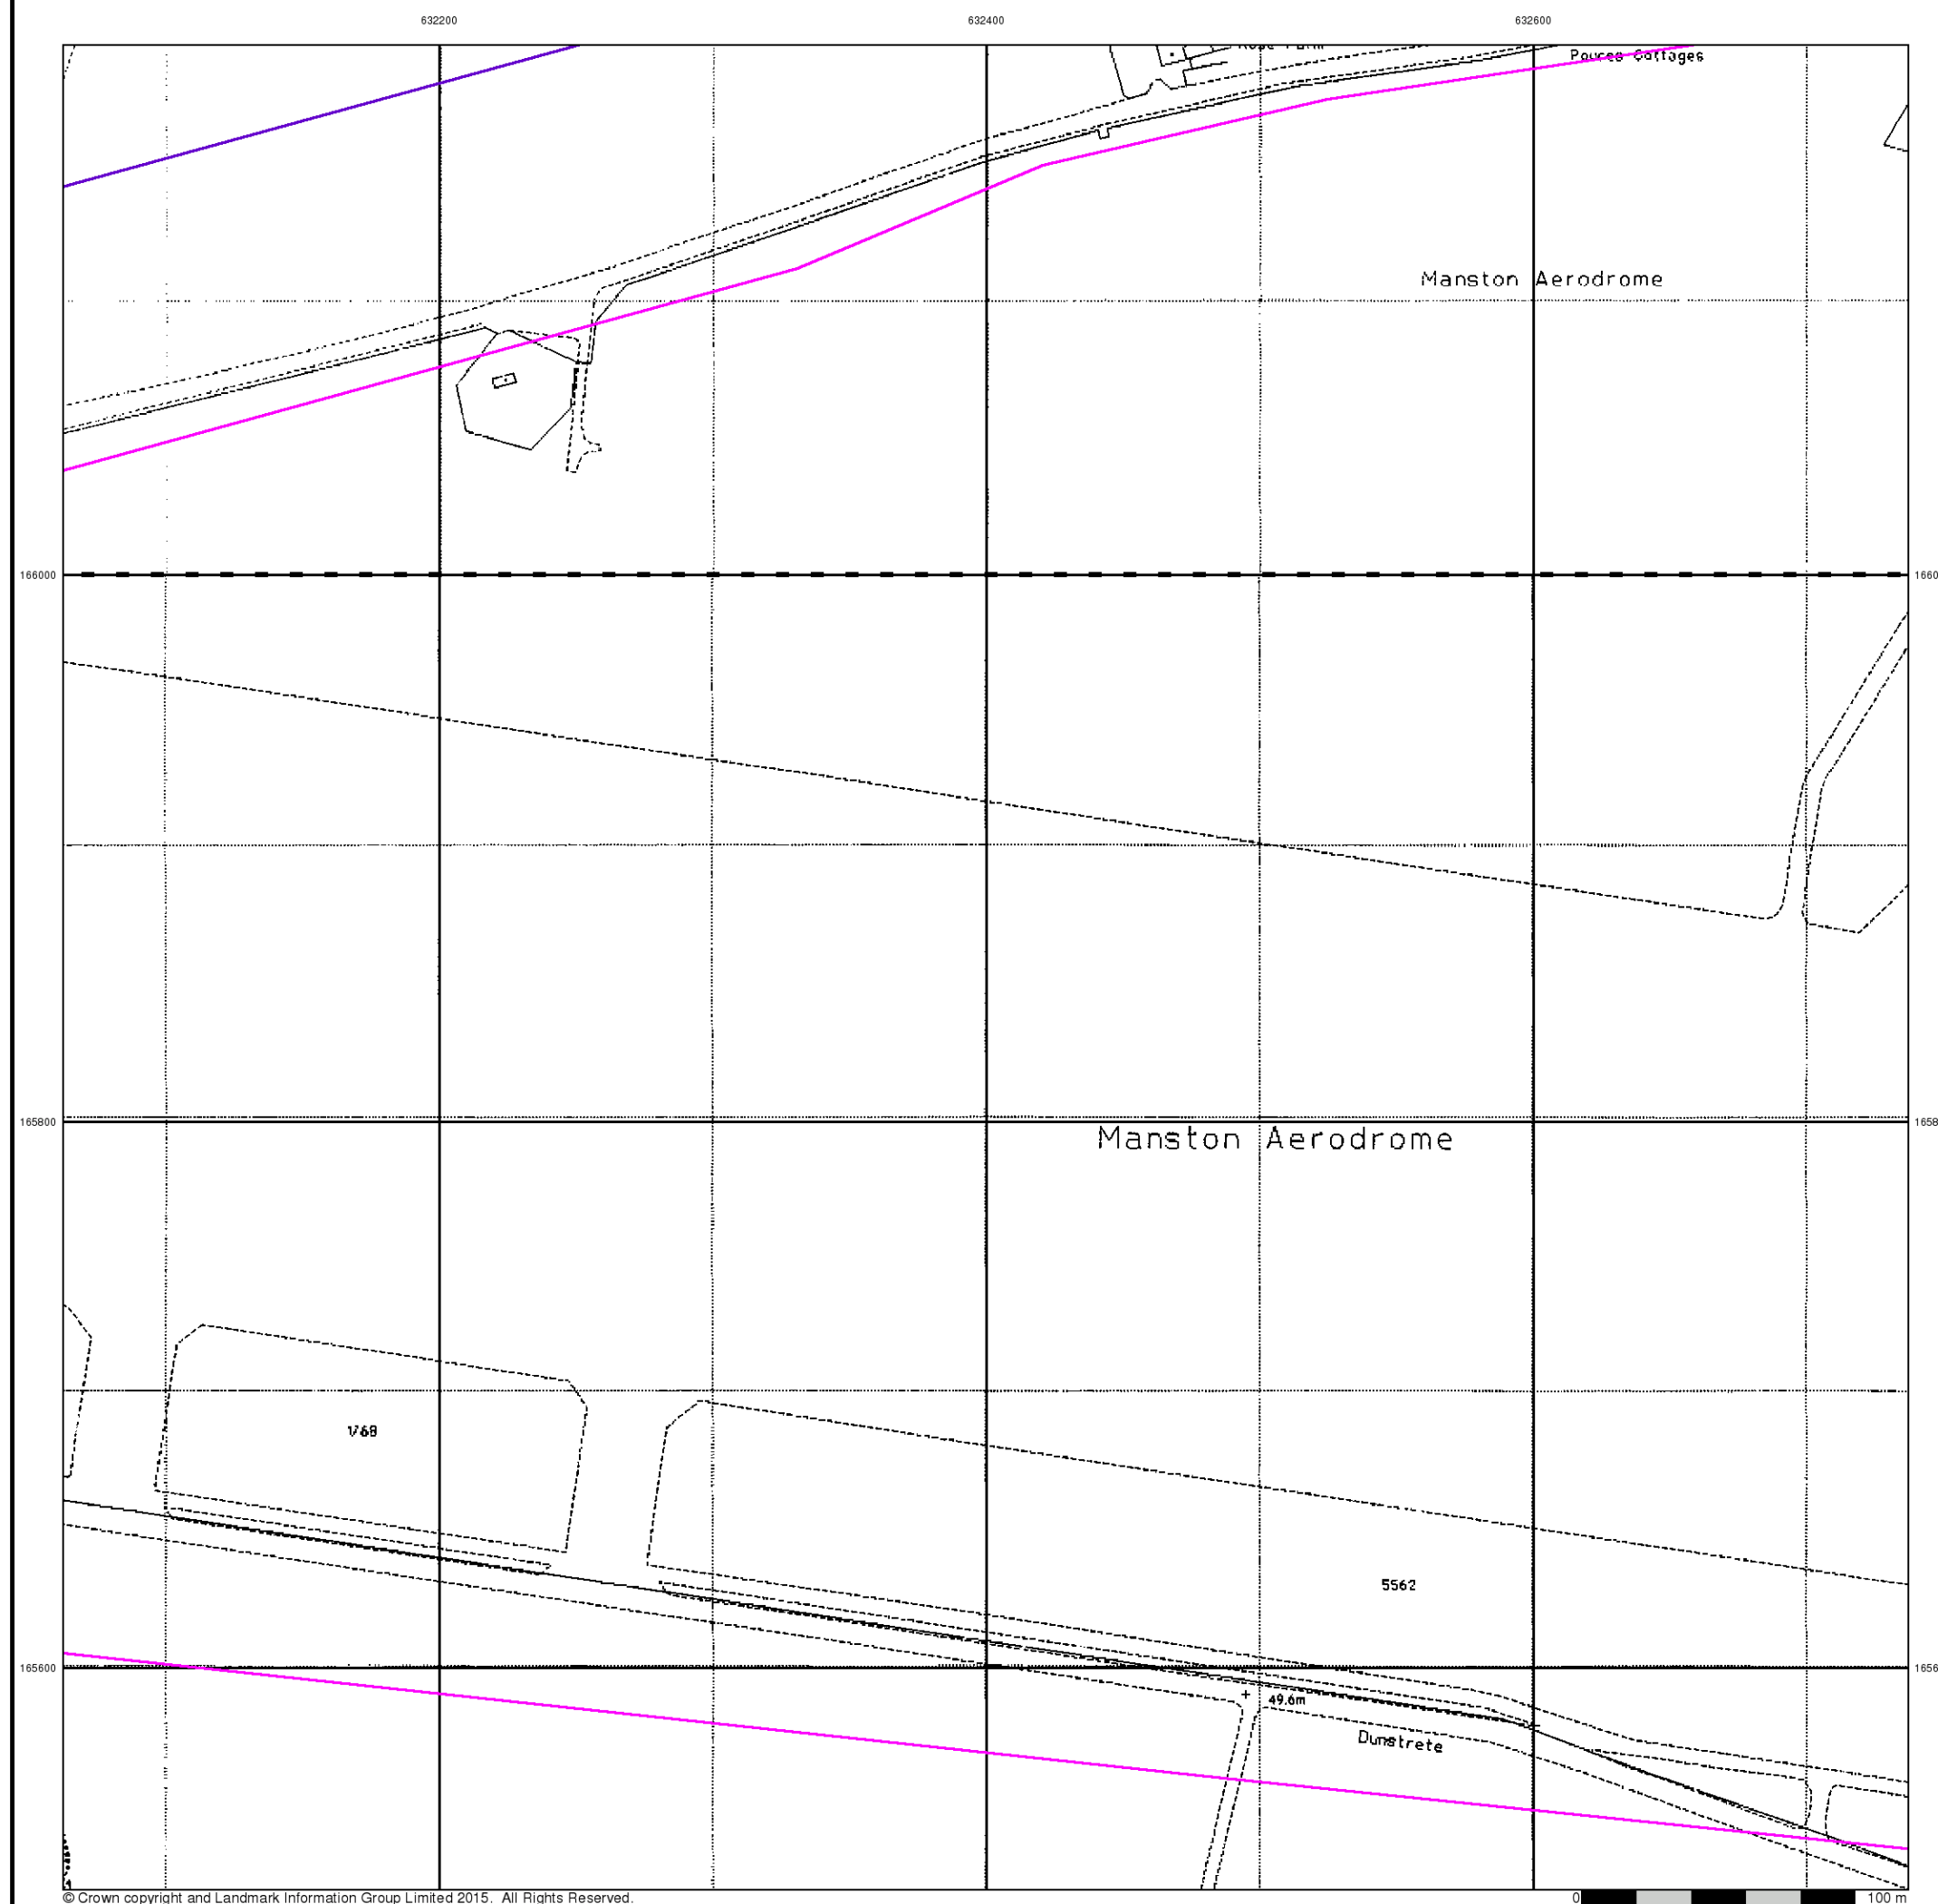 632200 632400 632600
Pouces Cottages
Manston Aerodrome
166000 1660
165800 1658
Manston Aerodrome
1768
5562
165600 1656
49.6m
Dunstrete
© Crown copyright and Landmark Information Group Limited 2015. All Rights Reserved. 0 100 m